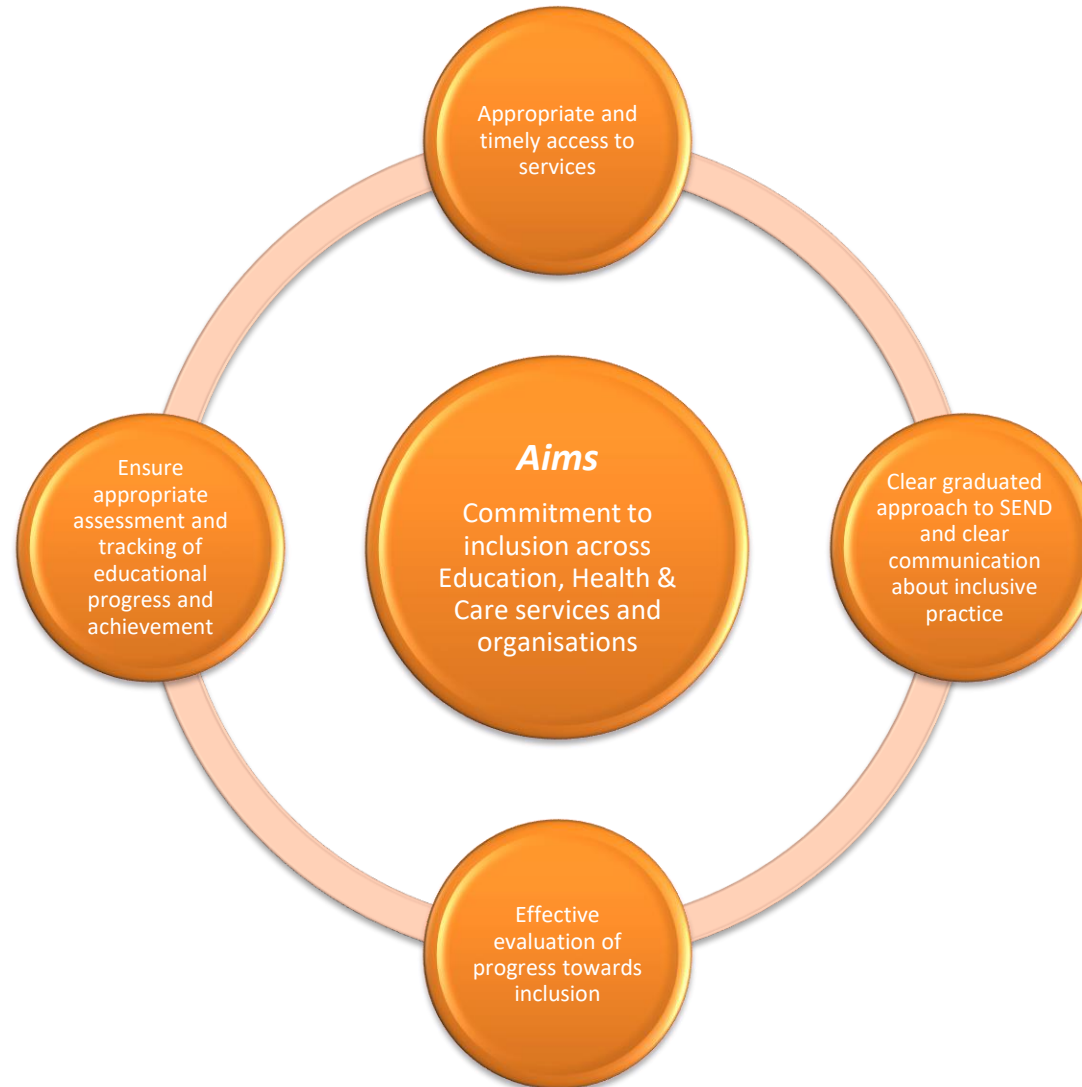 Appropriate and
timely access to
services
Aims
Commitment to
inclusion across
Education, Health &
Care services and
organisations
Clear graduated
approach to SEND
and clear
communication
about inclusive
practice
Effective
evaluation of
progress towards
inclusion
Ensure
appropriate
assessment and
tracking of
educational
progress and
achievement